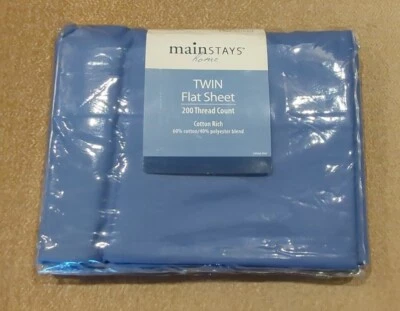 mainSTAYS
home
TWIN
Flat Sheet
200 Thread Count
Cotton Rich
60% cotton/40% polyester blend